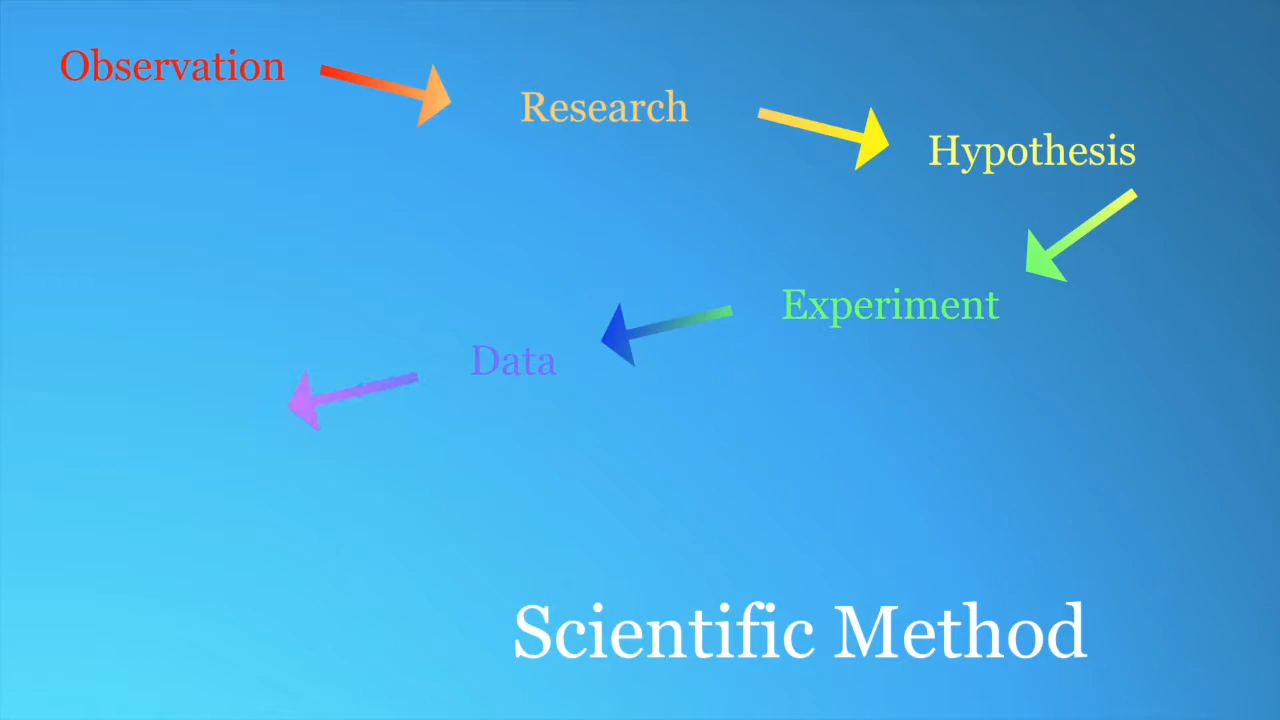 Observation
Research
Hypothesis
Experiment
Data
Scientific Method